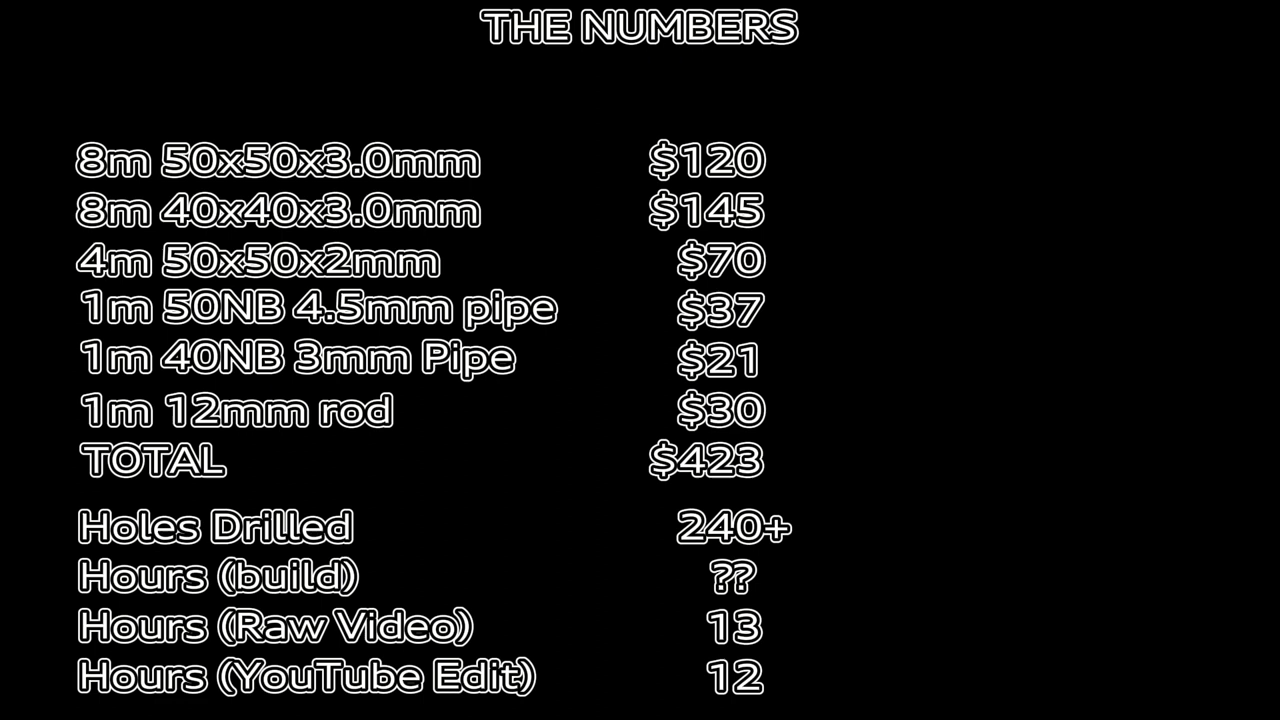 THE NUMBERS
8m 50x50x3.0mm $120
8m 40x40x3.0mm $145
4m 50x50x2mm $70
1m 50NB 4.5mm pipe $37
1m 40NB 3mm Pipe $21
1m 12mm rod $30
TOTAL $423
Holes Drilled 240+
Hours (build) ??
Hours (Raw Video) 13
Hours (YouTube Edit) 12